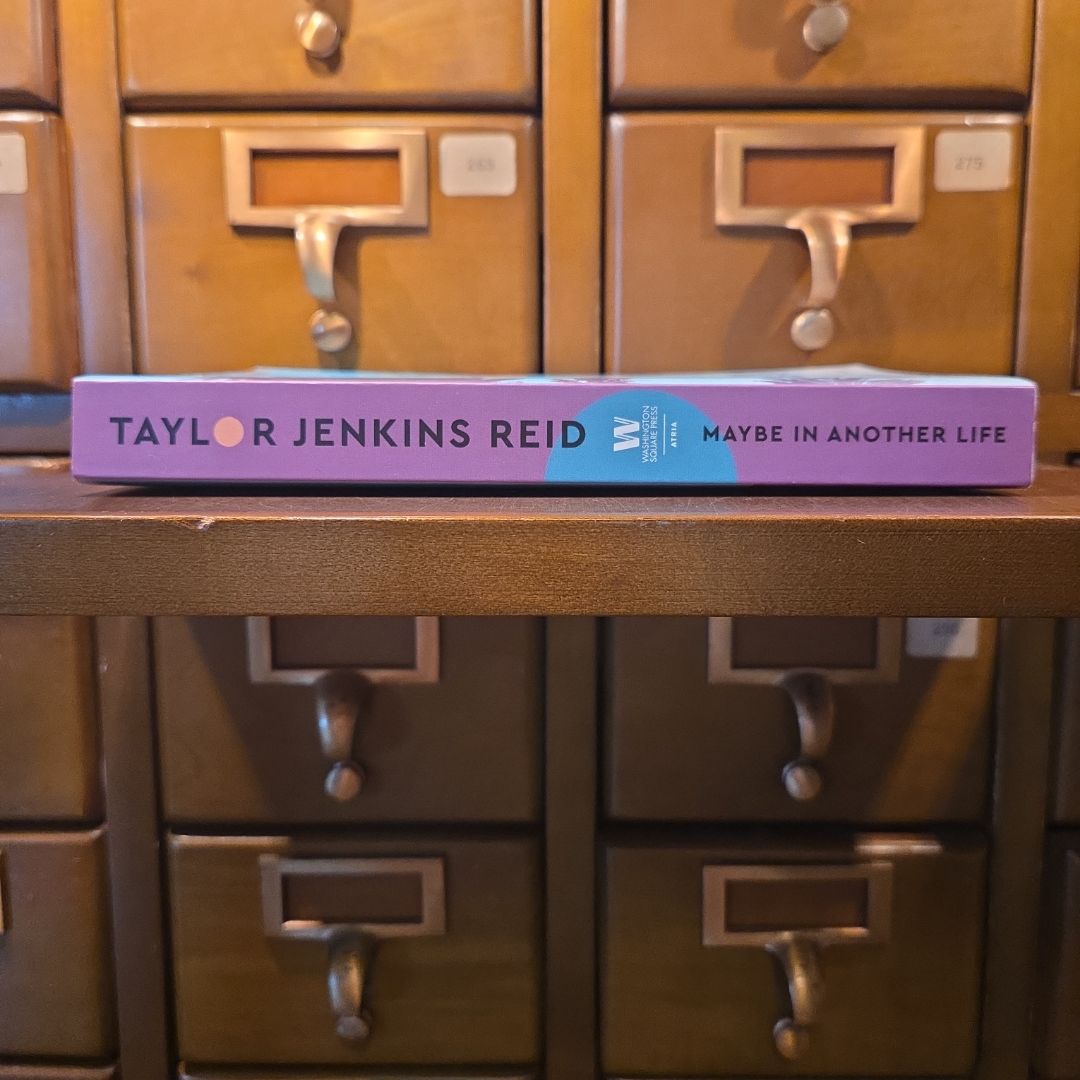 275
TAYLOR JENKINS REID
W
WASHINGTON
SQUARE PRESS
ATRIA
MAYBE IN ANOTHER LIFE